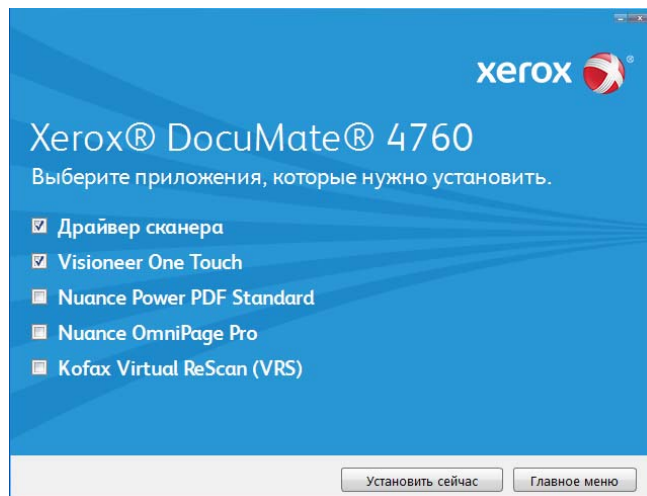 xerox ®
Xerox® DocuMate® 4760
Выберите приложения, которые нужно установить.
Драйвер сканера
Visioneer One Touch
Nuance Power PDF Standard
Nuance OmniPage Pro
Kofax Virtual ReScan (VRS)
Установить сейчас Главное меню